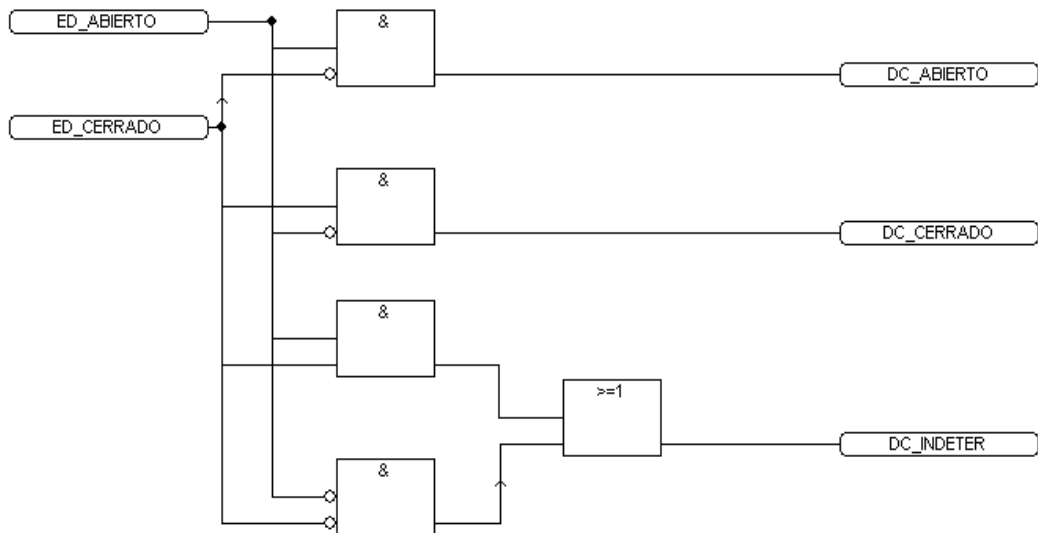 ED_ABIERTO
&
DC_ABIERTO
ED_CERRADO
&
DC_CERRADO
&
>=1
DC_INDETER
&